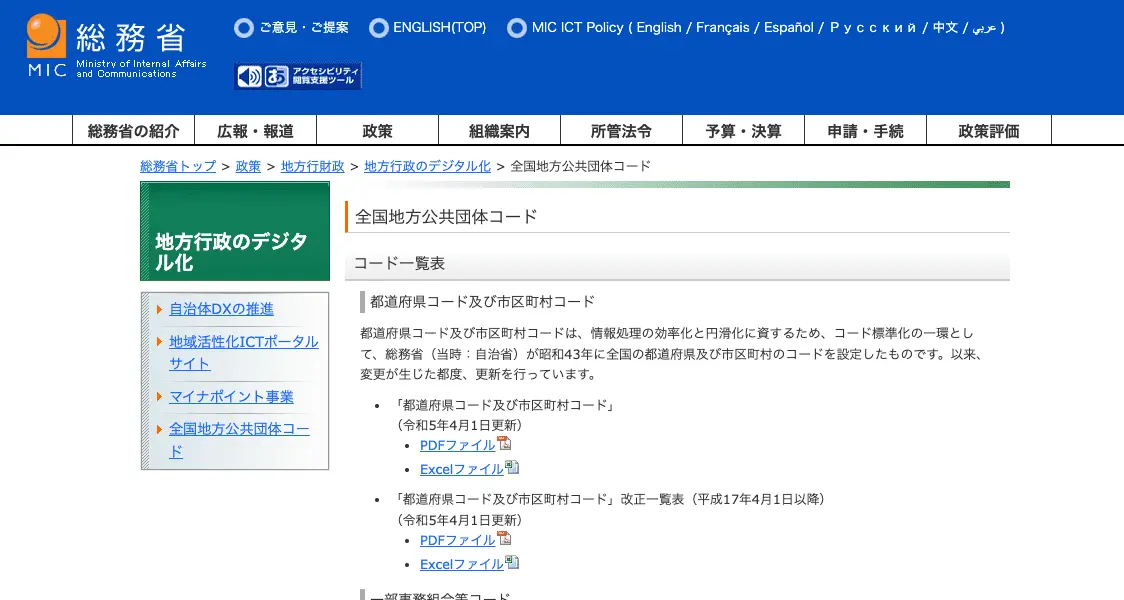 総務省
MIC
Ministry of Internal Affairs
and Communications
ご意見・ご提案
ENGLISH(TOP)
MIC ICT Policy ( English / Français / Español / Русский / 中文 / عربي )
あ
アクセシビリティ
閲覧支援ツール
総務省の紹介
広報・報道
政策
組織案内
所管法令
予算・決算
申請・手続
政策評価
総務省トップ > 政策 > 地方行財政 > 地方行政のデジタル化 > 全国地方公共団体コード
地方行政のデジタ
ル化
自治体DXの推進
地域活性化ICTポータル
サイト
マイナポイント事業
全国地方公共団体コー
ド
全国地方公共団体コード
コード一覧表
都道府県コード及び市区町村コード
都道府県コード及び市区町村コードは、情報処理の効率化と円滑化に資するため、コード標準化の一環とし
て、総務省（当時：自治省）が昭和43年に全国の都道府県及び市区町村のコードを設定したものです。以来、
変更が生じた都度、更新を行っています。
「都道府県コード及び市区町村コード」
（令和5年4月1日更新）
PDFファイル
Excelファイル
「都道府県コード及び市区町村コード」改正一覧表（平成17年4月1日以降）
（令和5年4月1日更新）
PDFファイル
Excelファイル
一部事務組合等コード